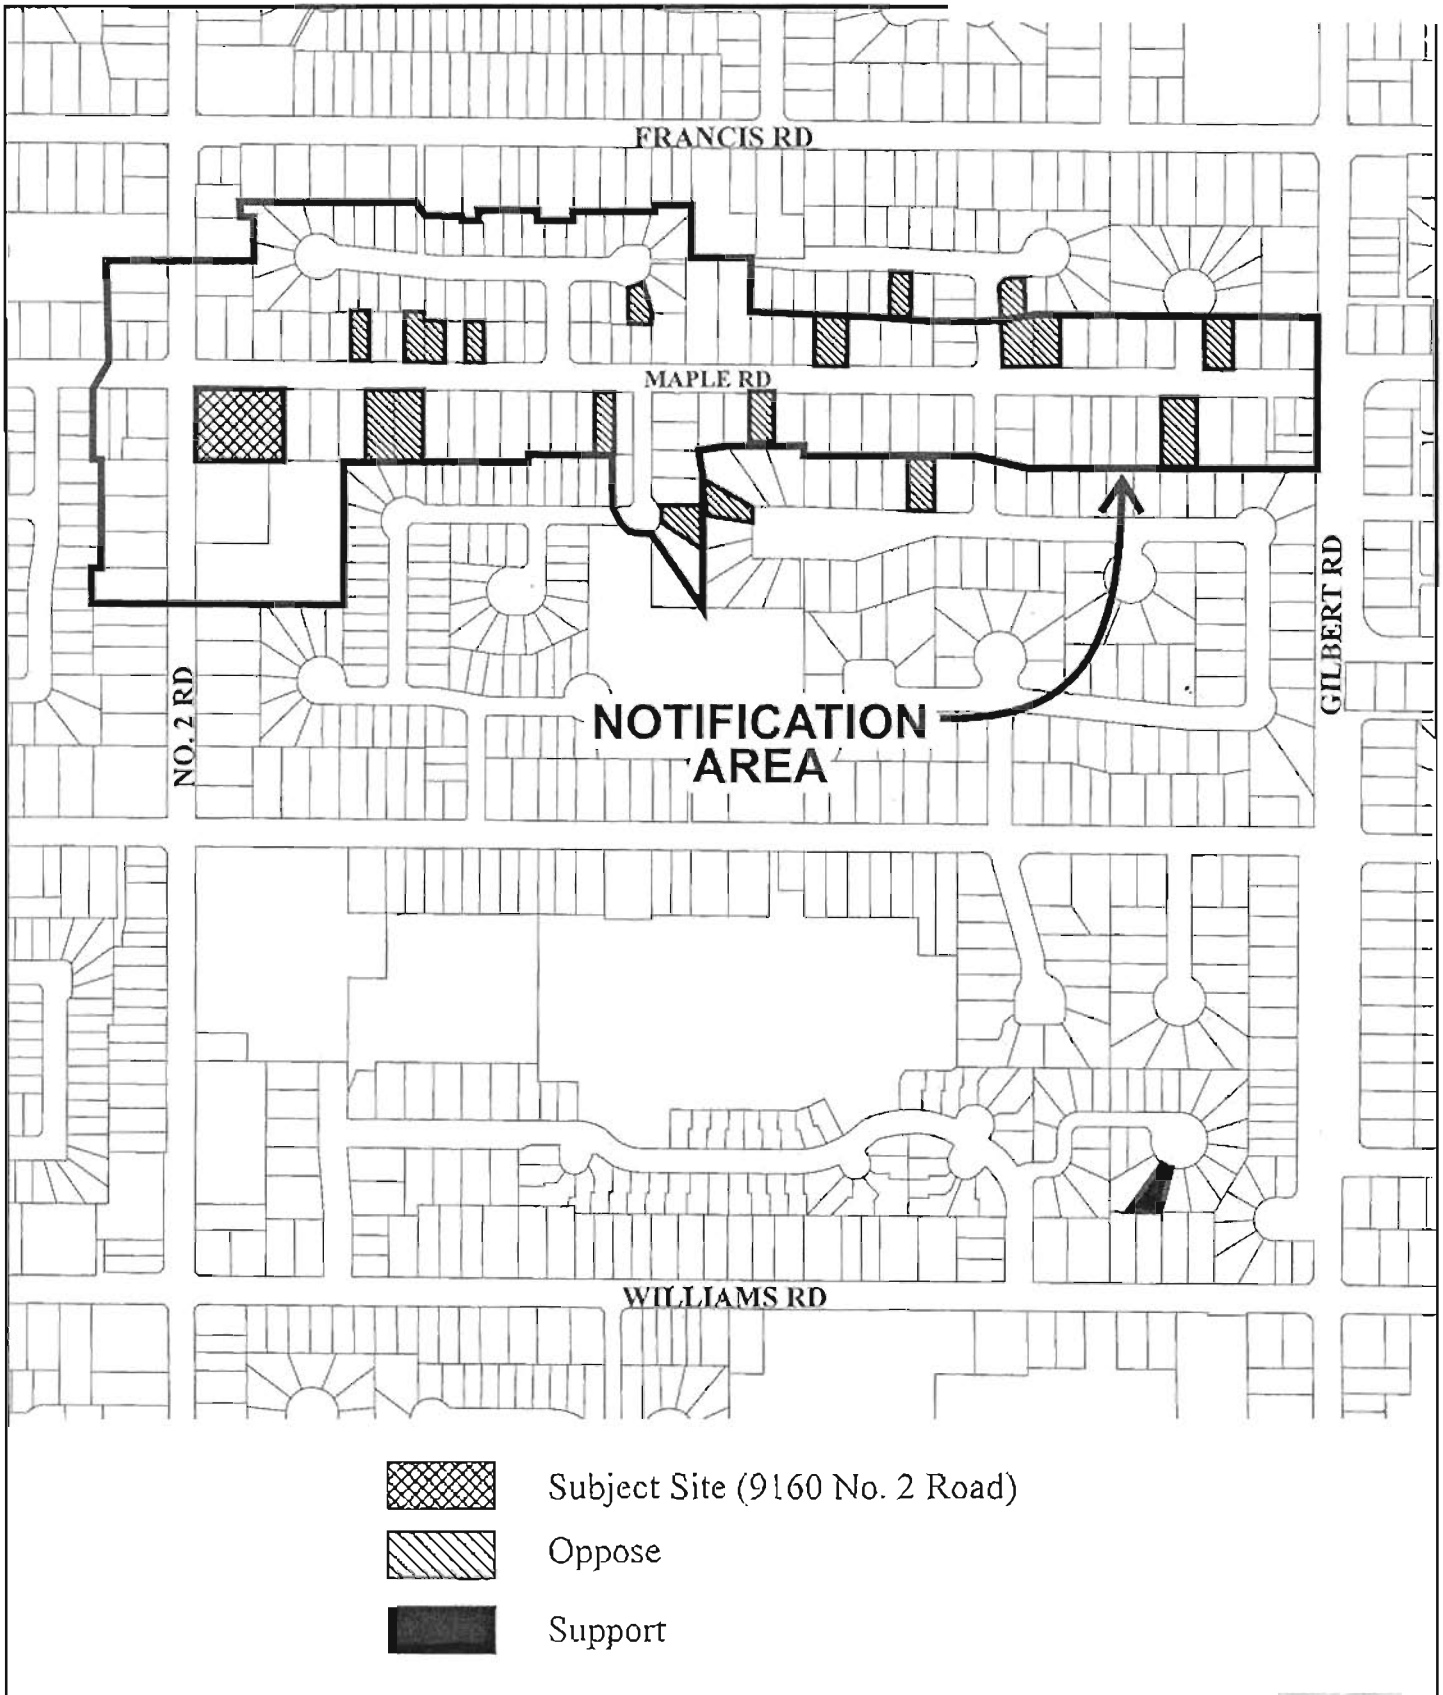 FRANCIS RD
MAPLE RD
GILBERT RD
NO. 2 RD
NOTIFICATION
AREA
WILLIAMS RD
Subject Site (9160 No. 2 Road)
Oppose
Support